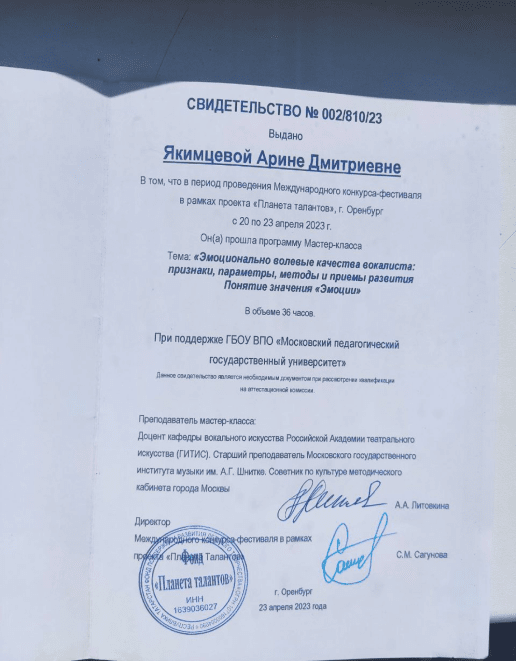 СВИДЕТЕЛЬСТВО № 002/810/23
Выдано
Якимцевой Арине Дмитриевне
В том, что в период проведения Международного конкурса-фестиваля
в рамках проекта «Планета талантов», г. Оренбург
с 20 по 23 апреля 2023 г.
Он(а) прошла программу Мастер-класса
Тема: «Эмоционально волевые качества вокалиста:
признаки, параметры, методы и приемы развития
Понятие значения «Эмоции»
В объеме 36 часов.
При поддержке ГБОУ ВПО «Московский педагогический
государственный университет»
Данное свидетельство является необходимым документом при рассмотрении квалификации
на аттестационной комиссии.
Преподаватель мастер-класса:
Доцент кафедры вокального искусства Российской Академии театрального
искусства (ГИТИС). Старший преподаватель Московского государственного
института музыки им. А.Г. Шнитке. Советник по культуре методического
кабинета города Москвы
А.А. Литовкина
Директор
Международного конкурса-фестиваля в рамках
проекта «Планета Талантов»
С.М. Сагунова
Фонд
«Планета талантов»
ИНН
1639036027
г. Оренбург
23 апреля 2023 года